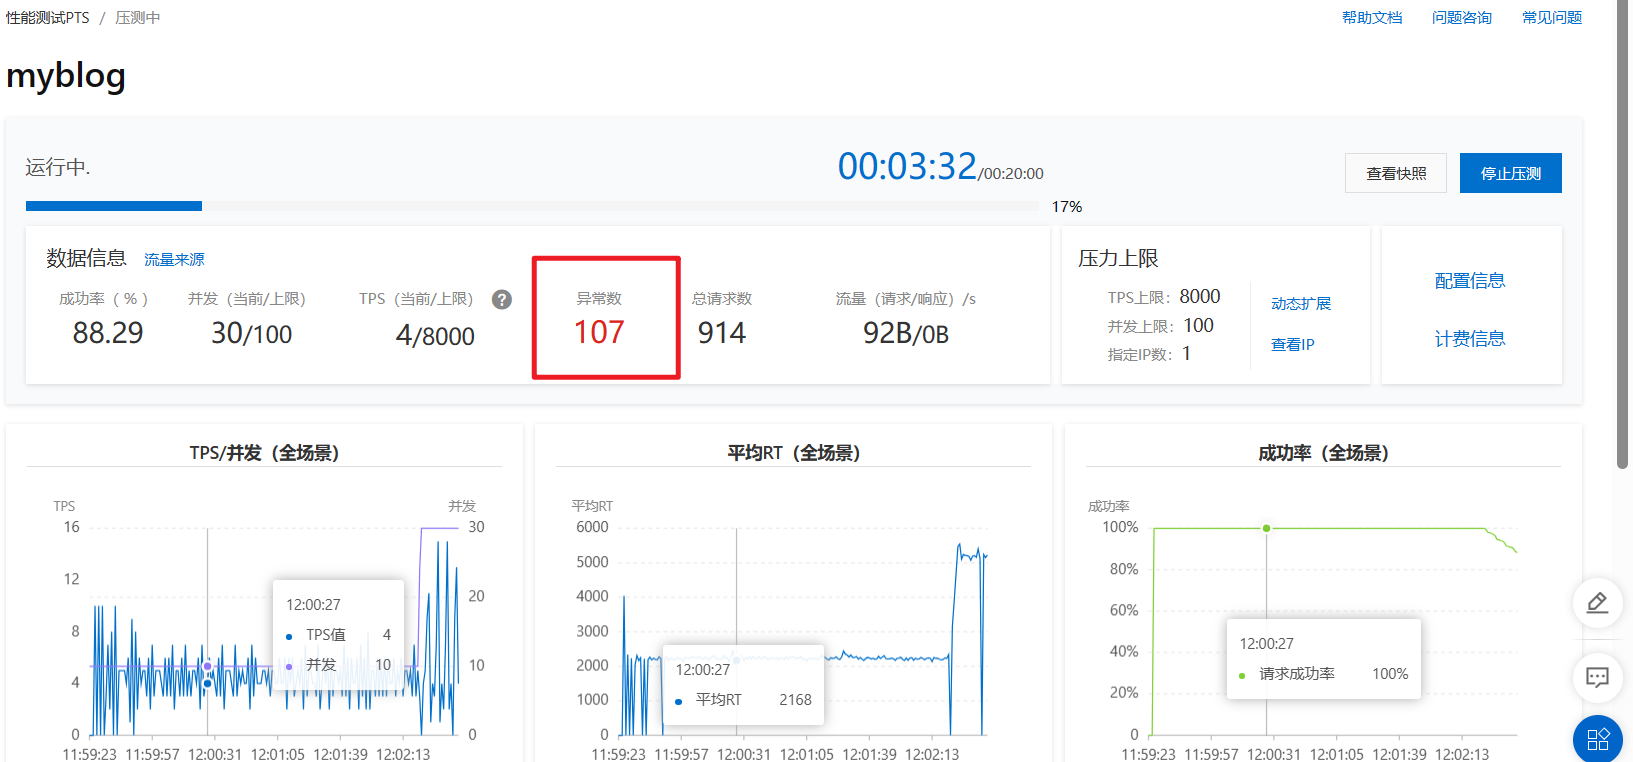 性能测试PTS / 压测中 帮助文档 问题咨询 常见问题
myblog
运行中. 00:03:32/00:20:00 查看快照 停止压测
17%
数据信息 流量来源
成功率（ % ） 并发（当前/上限） TPS（当前/上限） ? 异常数 总请求数 流量（请求/响应）/s
88.29 30/100 4/8000 107 914 92B/0B
压力上限
TPS上限: 8000
并发上限: 100
指定IP数: 1
动态扩展
查看IP
配置信息
计费信息
TPS/并发（全场景）
TPS 并发
16 30
12
20
8
10
4
0 0
12:00:27
TPS值 4
并发 10
11:59:23 11:59:57 12:00:31 12:01:05 12:01:39 12:02:13
平均RT（全场景）
平均RT
6000
5000
4000
3000
2000
1000
0
12:00:27
平均RT 2168
11:59:23 11:59:57 12:00:31 12:01:05 12:01:39 12:02:13
成功率（全场景）
成功率
100%
80%
60%
40%
20%
0
12:00:27
请求成功率 100%
11:59:23 11:59:57 12:00:31 12:01:05 12:01:39 12:02:13